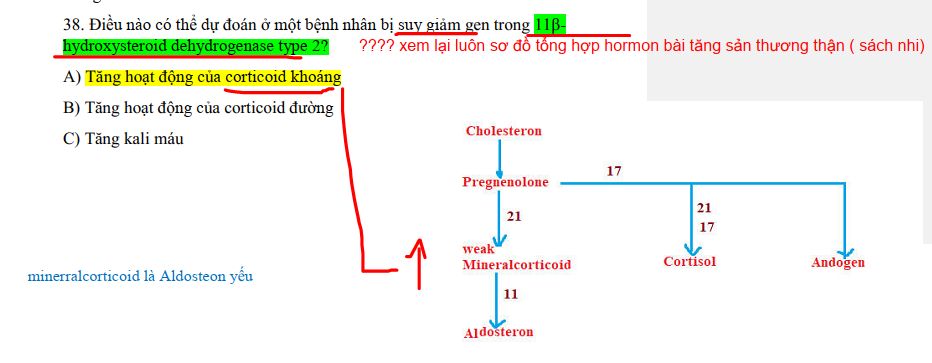 38. Điều nào có thể dự đoán ở một bệnh nhân bị suy giảm gen trong 11β-
hydroxysteroid dehydrogenase type 2? ???? xem lại luôn sơ đồ tổng hợp hormon bài tăng sản thương thận ( sách nhi)
A) Tăng hoạt động của corticoid khoáng
B) Tăng hoạt động của corticoid đường
C) Tăng kali máu
Cholesteron
Pregnenolone
17
21
21
17
weak
Mineralcorticoid
Cortisol
Andogen
minerralcorticoid là Aldosteon yếu
11
Aldosteron